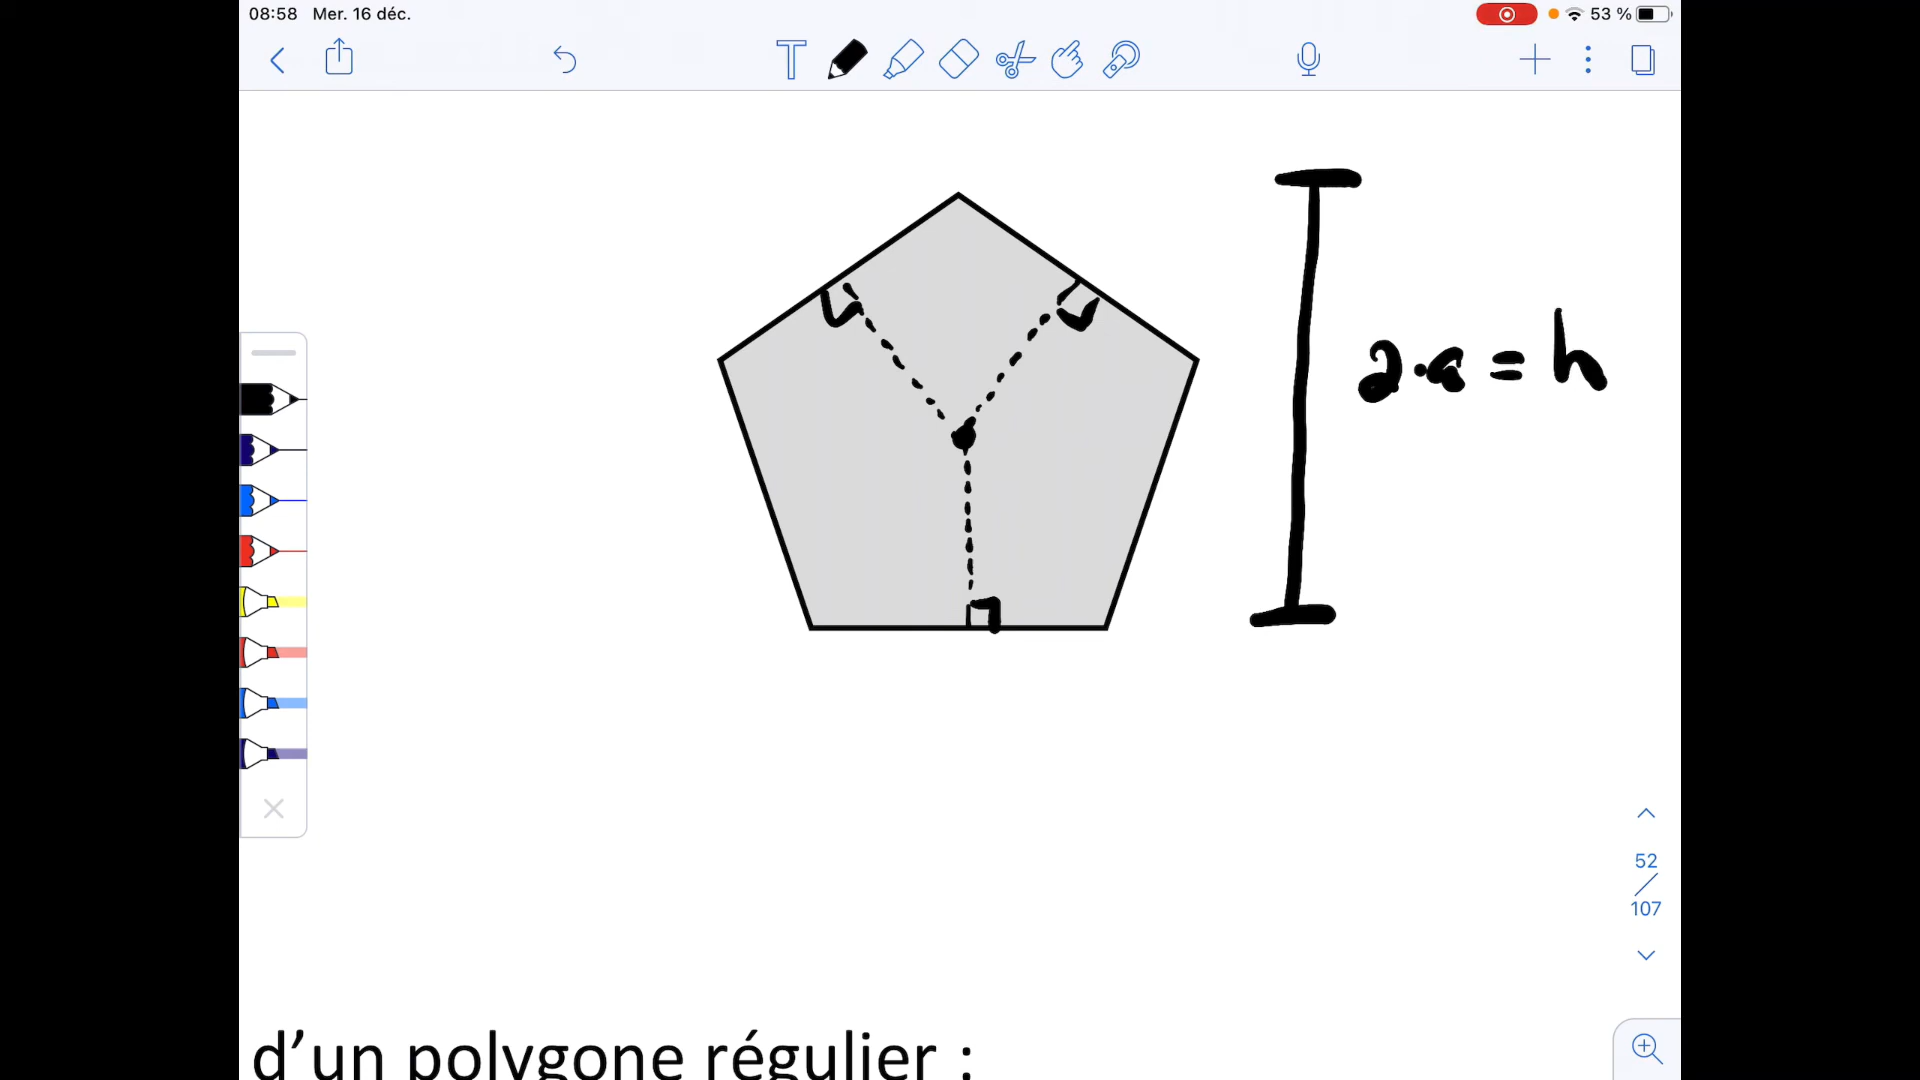 08:58 Mer. 16 déc.
53 %
T
2·a = h
52
107
d’un polygone régulier :